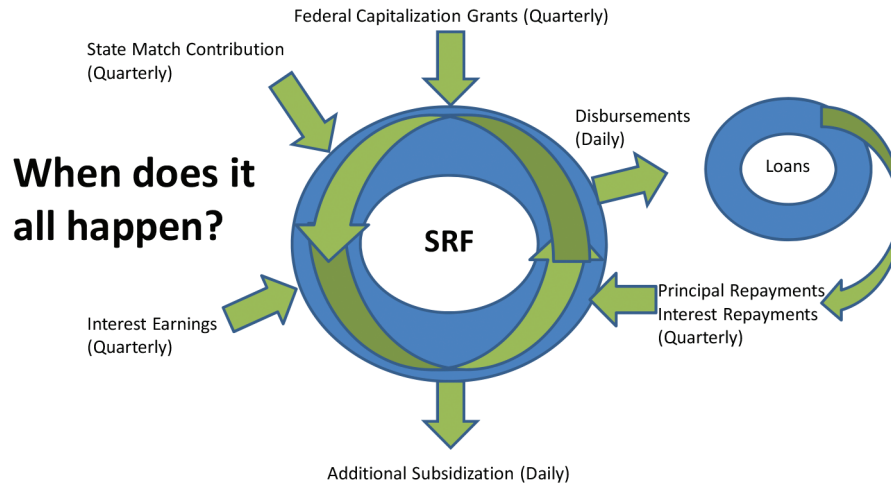 Federal Capitalization Grants (Quarterly)
State Match Contribution
(Quarterly)
Disbursements
(Daily)
Loans
When does it
all happen?
SRF
Principal Repayments
Interest Repayments
(Quarterly)
Interest Earnings
(Quarterly)
Additional Subsidization (Daily)